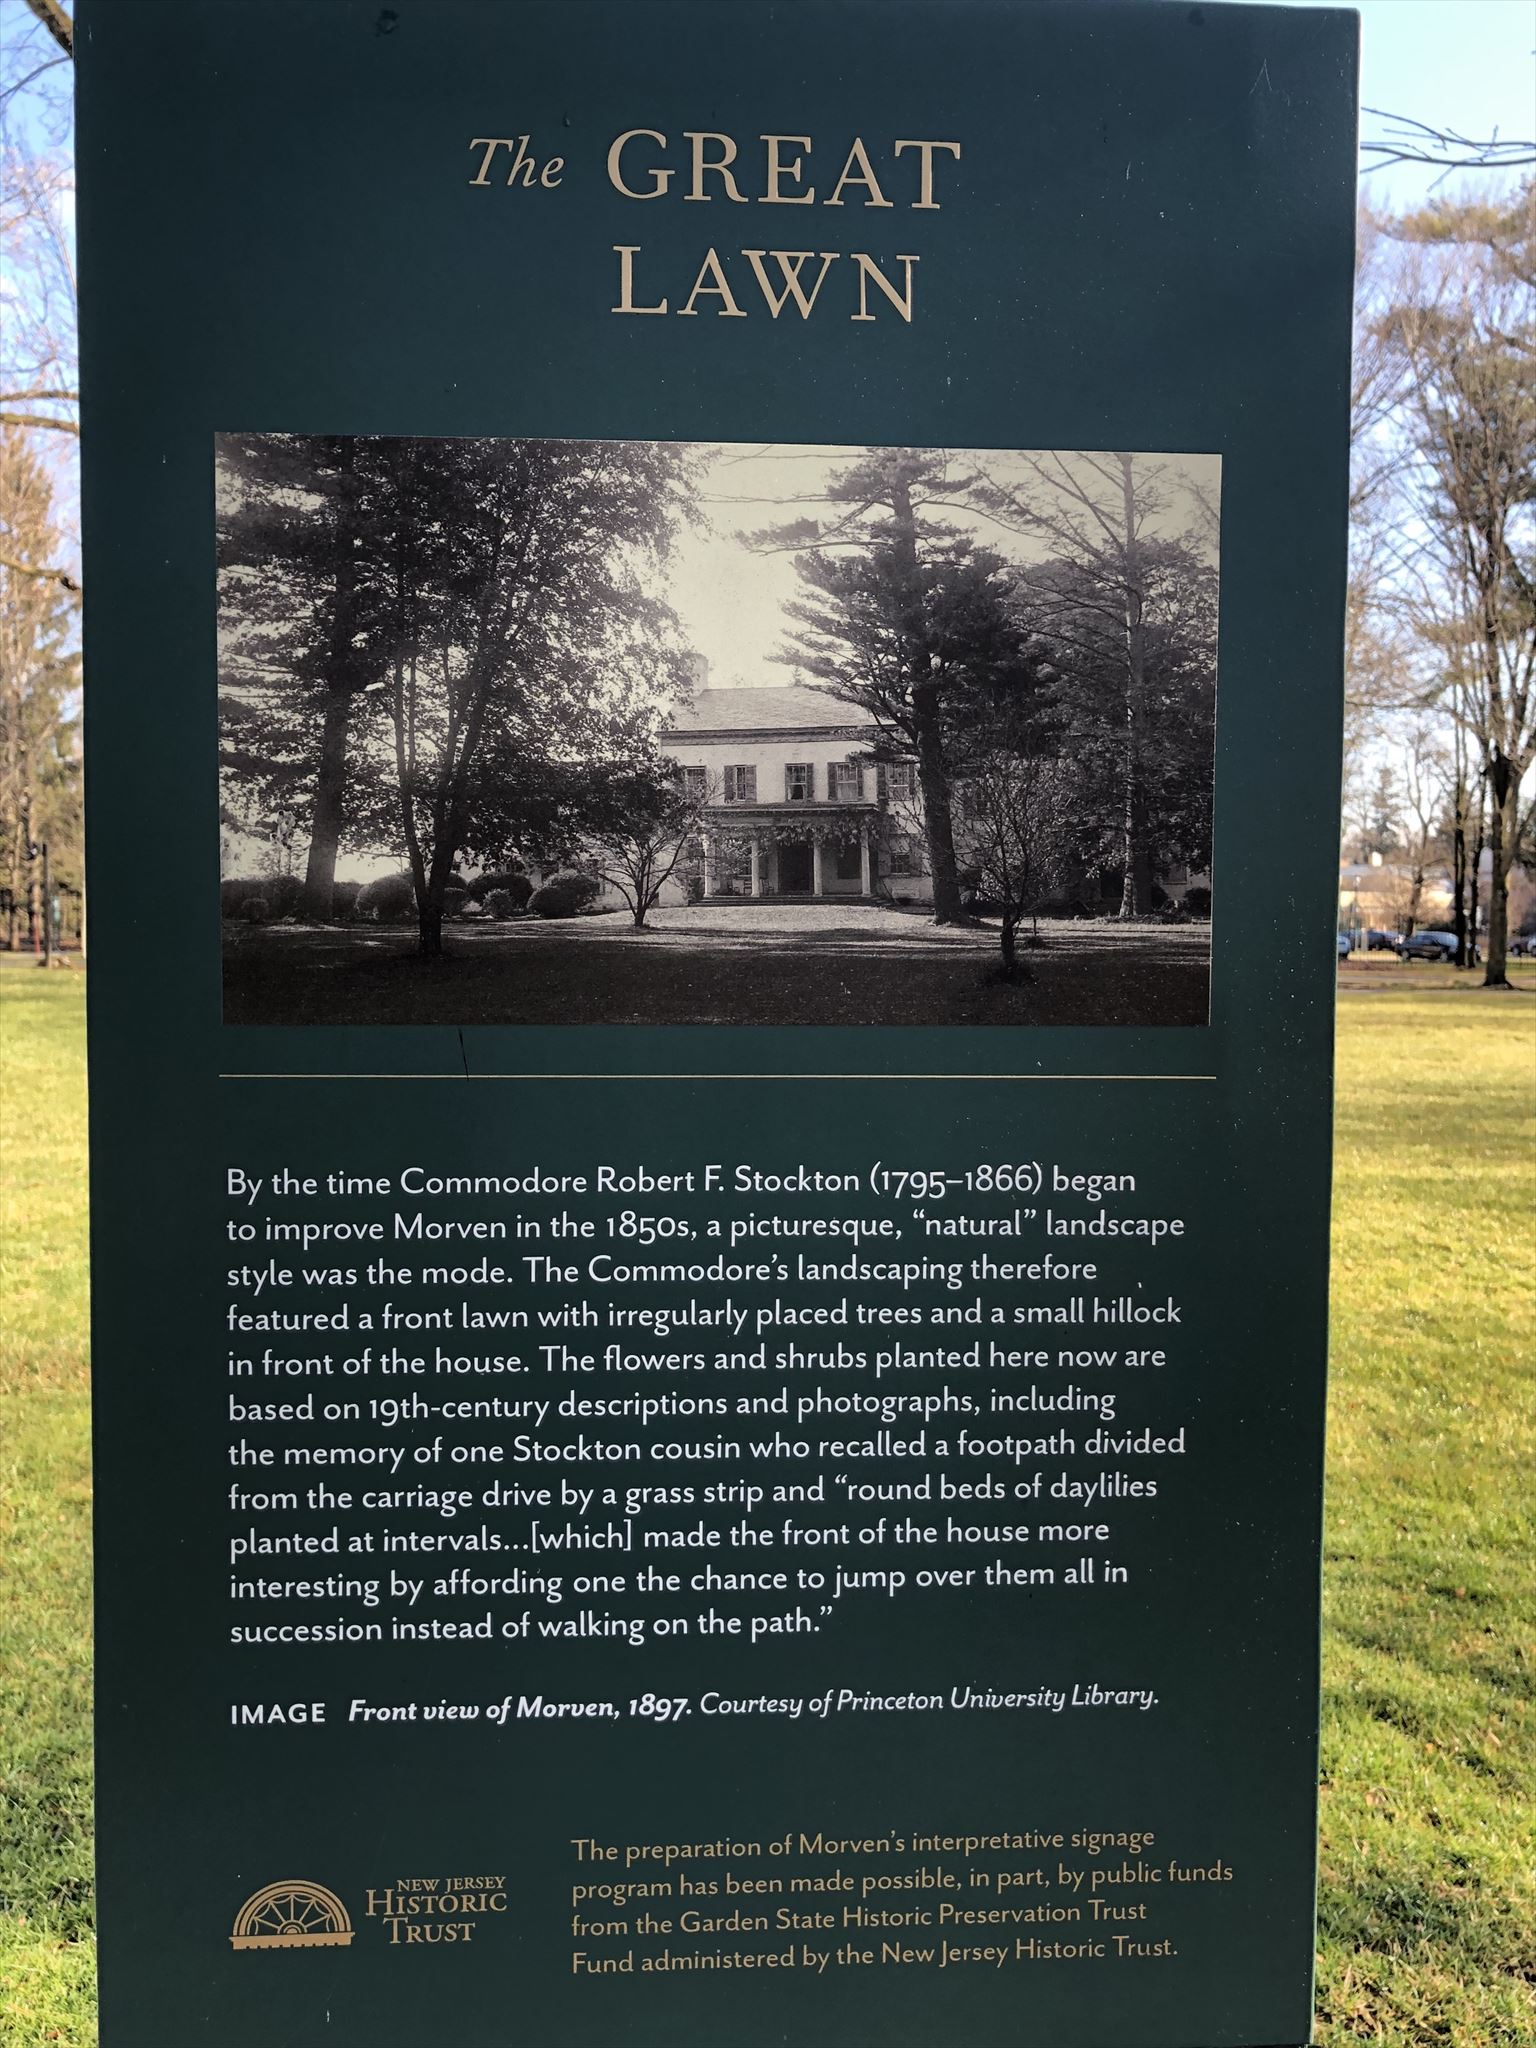 The GREAT
LAWN
By the time Commodore Robert F. Stockton (1795–1866) began
to improve Morven in the 1850s, a picturesque, “natural” landscape
style was the mode. The Commodore’s landscaping therefore
featured a front lawn with irregularly placed trees and a small hillock
in front of the house. The flowers and shrubs planted here now are
based on 19th-century descriptions and photographs, including
the memory of one Stockton cousin who recalled a footpath divided
from the carriage drive by a grass strip and “round beds of daylilies
planted at intervals...[which] made the front of the house more
interesting by affording one the chance to jump over them all in
succession instead of walking on the path.”
IMAGE Front view of Morven, 1897. Courtesy of Princeton University Library.
NEW JERSEY
HISTORIC
TRUST
The preparation of Morven’s interpretative signage
program has been made possible, in part, by public funds
from the Garden State Historic Preservation Trust
Fund administered by the New Jersey Historic Trust.